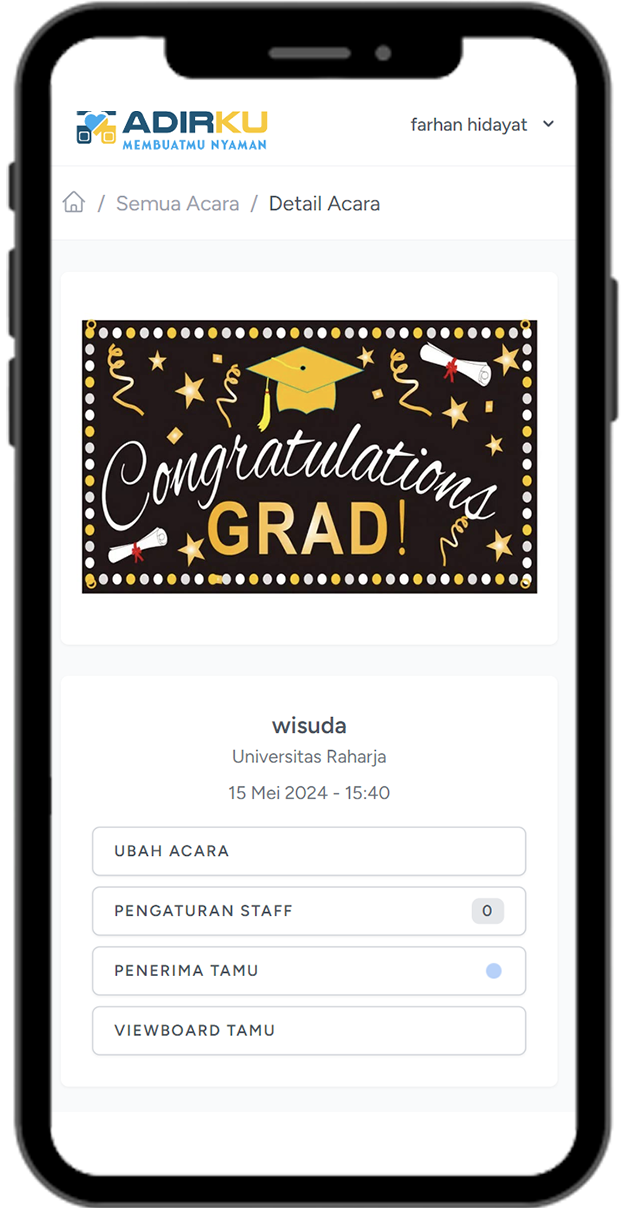 ADIRKU
MEMBUATMU NYAMAN
farhan hidayat
/ Semua Acara / Detail Acara
Congratulations
GRAD!
wisuda
Universitas Raharja
15 Mei 2024 - 15:40
UBAH ACARA
PENGATURAN STAFF 0
PENERIMA TAMU
VIEWBOARD TAMU